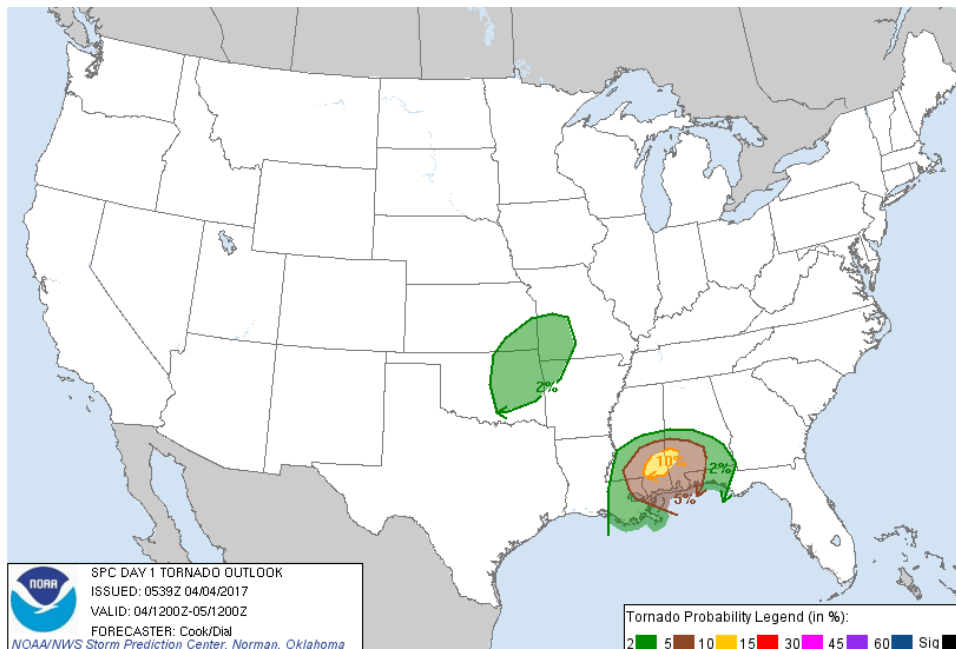 2%
10%
2%
5%
NOAA
SPC DAY 1 TORNADO OUTLOOK
ISSUED: 0539Z 04/04/2017
VALID: 04/1200Z-05/1200Z
FORECASTER: Cook/Dial
NOAA/NWS Storm Prediction Center, Norman, Oklahoma
Tornado Probability Legend (in %):
2 5 10 15 30 45 60 Sig